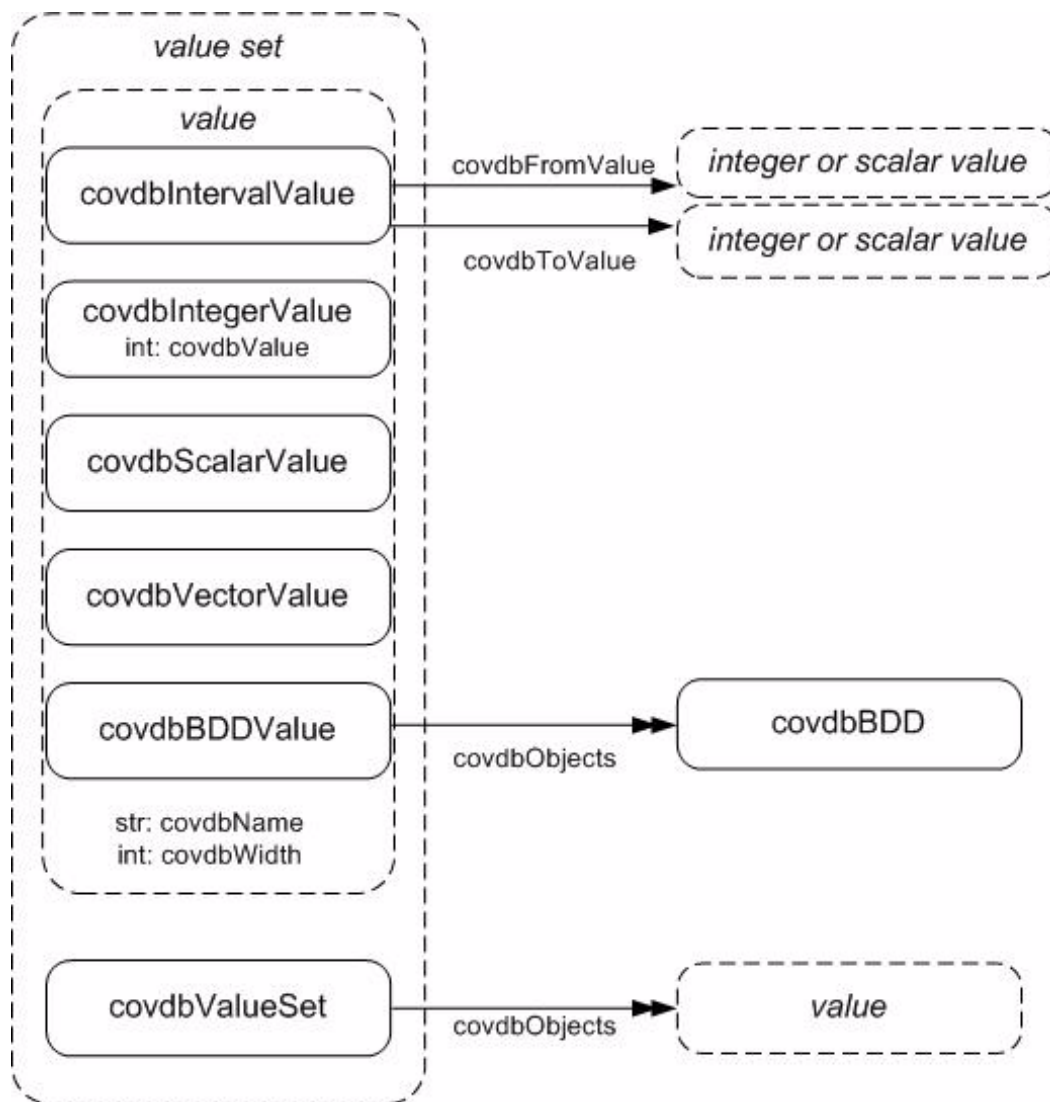 value set
value
covdbIntervalValue
covdbFromValue
integer or scalar value
covdbToValue
integer or scalar value
covdbIntegerValue
int: covdbValue
covdbScalarValue
covdbVectorValue
covdbBDDValue
covdbObjects
covdbBDD
str: covdbName
int: covdbWidth
covdbValueSet
covdbObjects
value